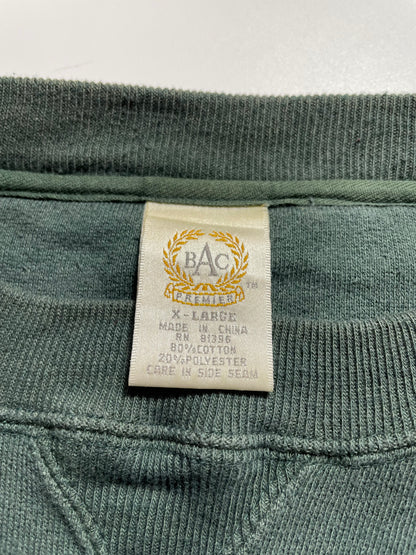 BAC
PREMIER ™
X-LARGE
MADE IN CHINA
RN 81396
80% COTTON
20% POLYESTER
CARE IN SIDE SEAM